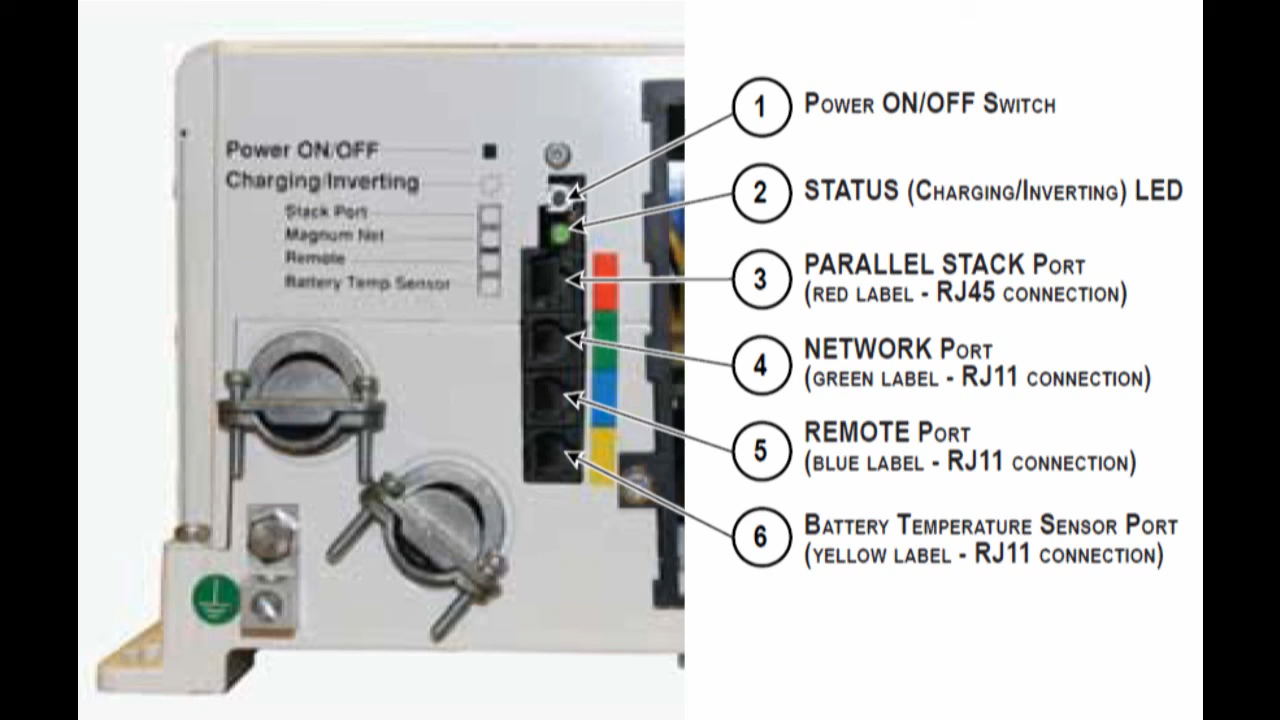 Power ON/OFF
Charging/Inverting
Stack Port
Magnum Net
Remote
Battery Temp Sensor
1 Power ON/OFF Switch
2 STATUS (Charging/Inverting) LED
3 PARALLEL STACK Port
(red label - RJ45 connection)
4 NETWORK Port
(green label - RJ11 connection)
5 REMOTE Port
(blue label - RJ11 connection)
6 Battery Temperature Sensor Port
(yellow label - RJ11 connection)